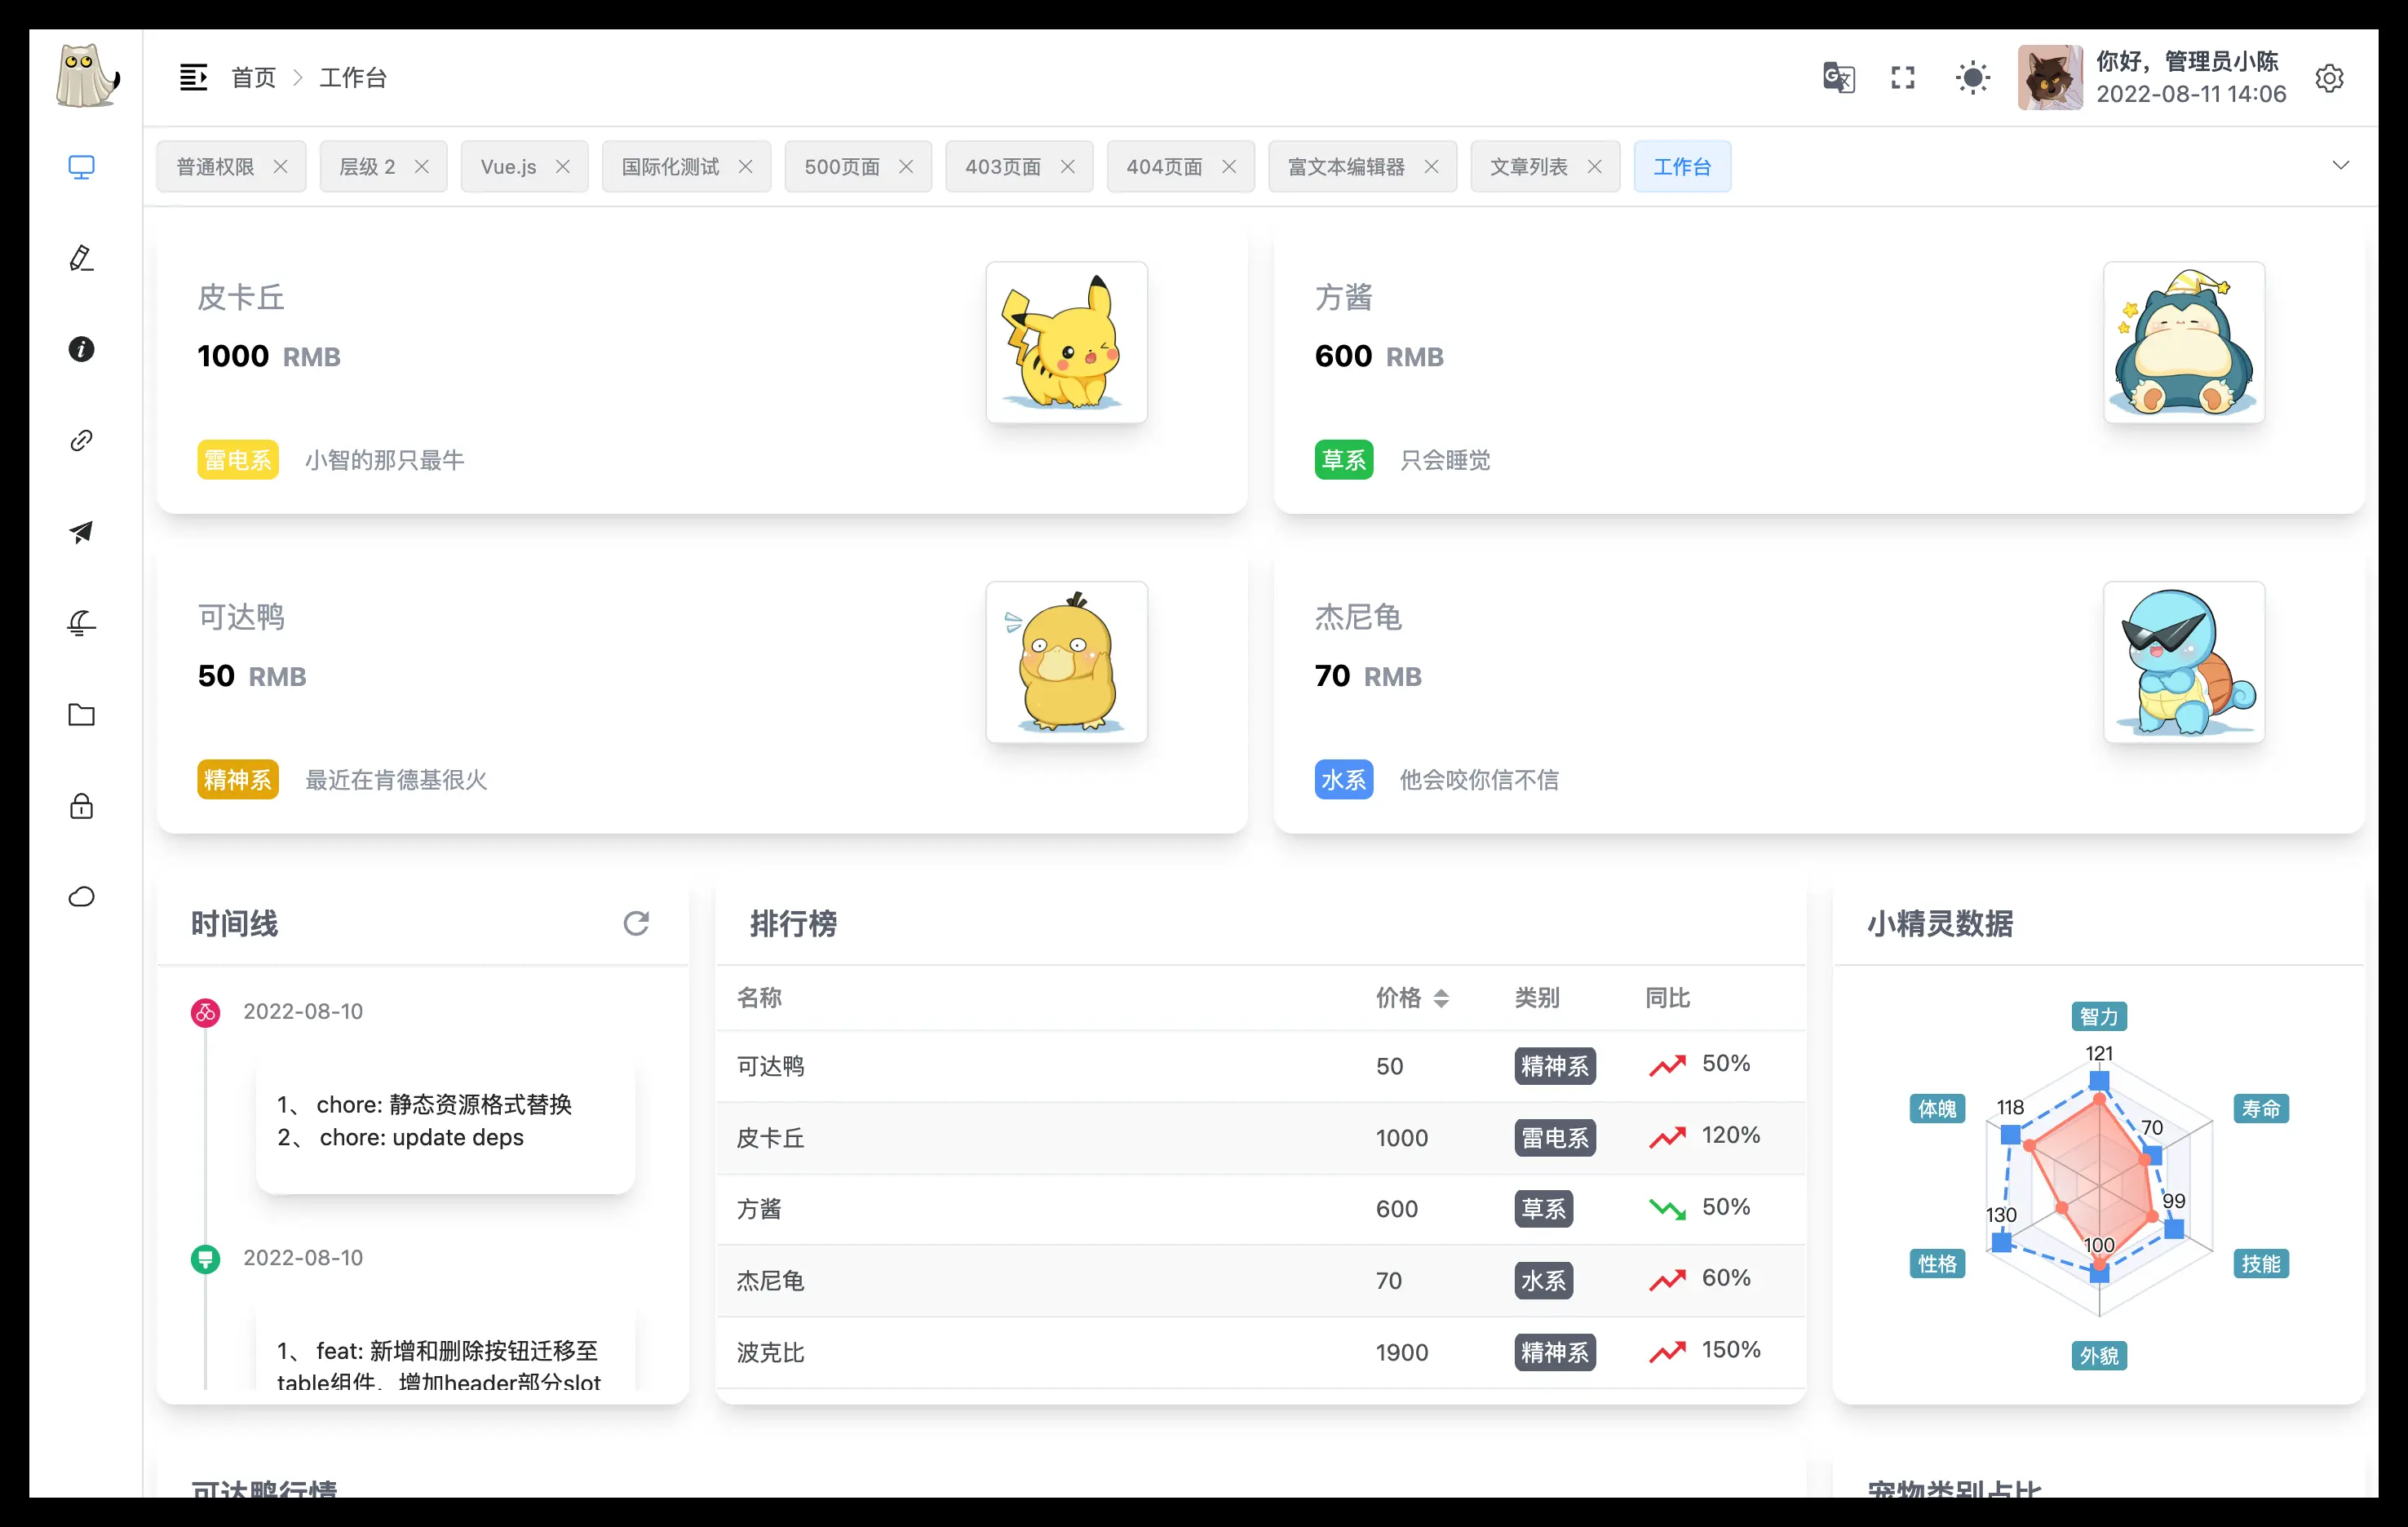 首页 > 工作台
你好，管理员小陈
2022-08-11 14:06
普通权限
层级 2
Vue.js
国际化测试
500页面
403页面
404页面
富文本编辑器
文章列表
工作台
皮卡丘
1000 RMB
雷电系 小智的那只最牛
方酱
600 RMB
草系 只会睡觉
可达鸭
50 RMB
精神系 最近在肯德基很火
杰尼龟
70 RMB
水系 他会咬你信不信
时间线
2022-08-10
1、 chore: 静态资源格式替换
2、 chore: update deps
2022-08-10
1、 feat: 新增和删除按钮迁移至
table组件，增加header部分slot
排行榜
名称 价格 类别 同比
可达鸭 50 精神系 50%
皮卡丘 1000 雷电系 120%
方酱 600 草系 50%
杰尼龟 70 水系 60%
波克比 1900 精神系 150%
小精灵数据
智力
121
体魄
118
寿命
70
99
130
100
性格
技能
外貌
可达鸭行情
宠物类别占比